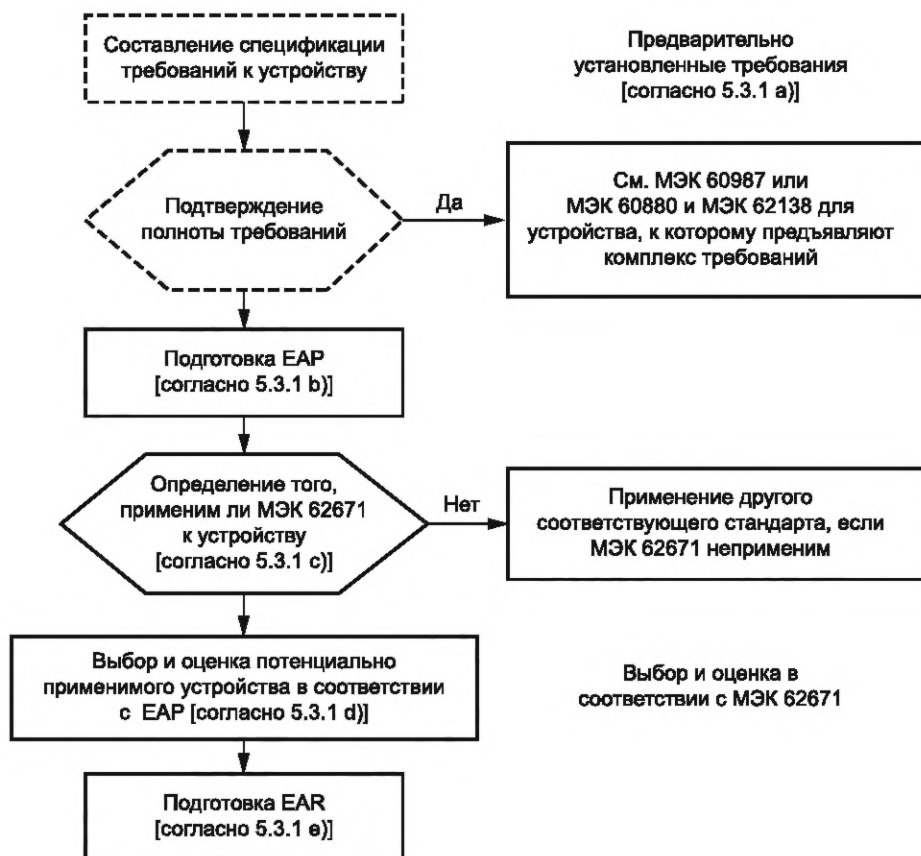 Составление спецификации
требований к устройству
Предварительно
установленные требования
[согласно 5.3.1 а)]
Подтверждение
полноты требований
Да
См. МЭК 60987 или
МЭК 60880 и МЭК 62138 для
устройства, к которому предъявляют
комплекс требований
Подготовка EAP
[согласно 5.3.1 b)]
Определение того,
применим ли МЭК 62671
к устройству
[согласно 5.3.1 с)]
Нет
Применение другого
соответствующего стандарта, если
МЭК 62671 неприменим
Выбор и оценка потенциально
применимого устройства в соответствии
с EAP [согласно 5.3.1 d)]
Выбор и оценка в
соответствии с МЭК 62671
Подготовка EAR
[согласно 5.3.1 е)]